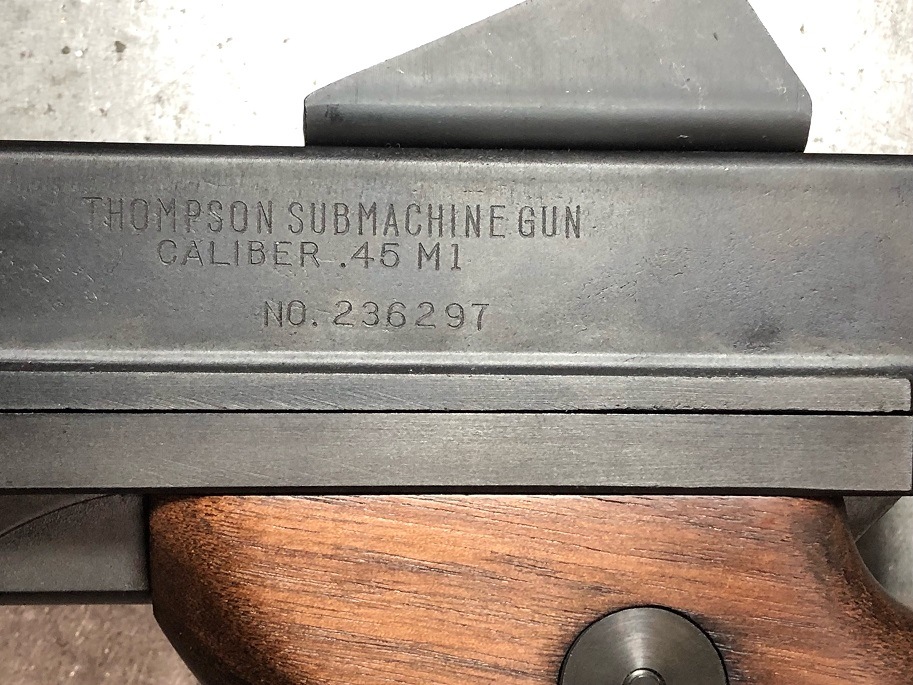 THOMPSON SUBMACHINE GUN
CALIBER .45 M1
NO. 236297